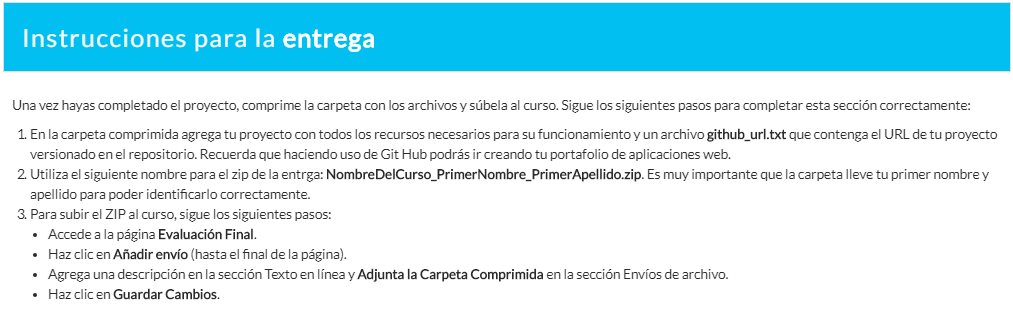 Instrucciones para la entrega
Una vez hayas completado el proyecto, comprime la carpeta con los archivos y súbela al curso. Sigue los siguientes pasos para completar esta sección correctamente:
1. En la carpeta comprimida agrega tu proyecto con todos los recursos necesarios para su funcionamiento y un archivo github_url.txt que contenga el URL de tu proyecto
versionado en el repositorio. Recuerda que haciendo uso de Git Hub podrás ir creando tu portafolio de aplicaciones web.
2. Utiliza el siguiente nombre para el zip de la entrga: NombreDelCurso_PrimerNombre_PrimerApellido.zip. Es muy importante que la carpeta lleve tu primer nombre y
apellido para poder identificarlo correctamente.
3. Para subir el ZIP al curso, sigue los siguientes pasos:
• Accede a la página Evaluación Final.
• Haz clic en Añadir envío (hasta el final de la página).
• Agrega una descripción en la sección Texto en línea y Adjunta la Carpeta Comprimida en la sección Envíos de archivo.
• Haz clic en Guardar Cambios.